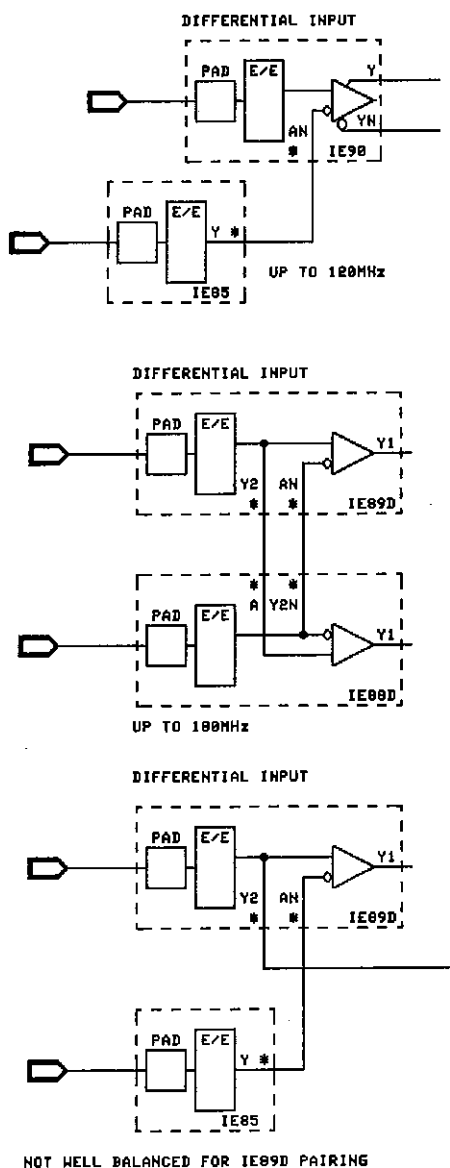 DIFFERENTIAL INPUT
PAD E/E Y
AN YN
* IE90
PAD E/E Y *
IE85
UP TO 120MHz
DIFFERENTIAL INPUT
PAD E/E Y1
Y2 AN
* * IE89D
* *
A Y2N
PAD E/E Y1
IE88D
UP TO 180MHz
DIFFERENTIAL INPUT
PAD E/E Y1
Y2 AN
* * IE89D
PAD E/E Y *
IE85
NOT WELL BALANCED FOR IE89D PAIRING